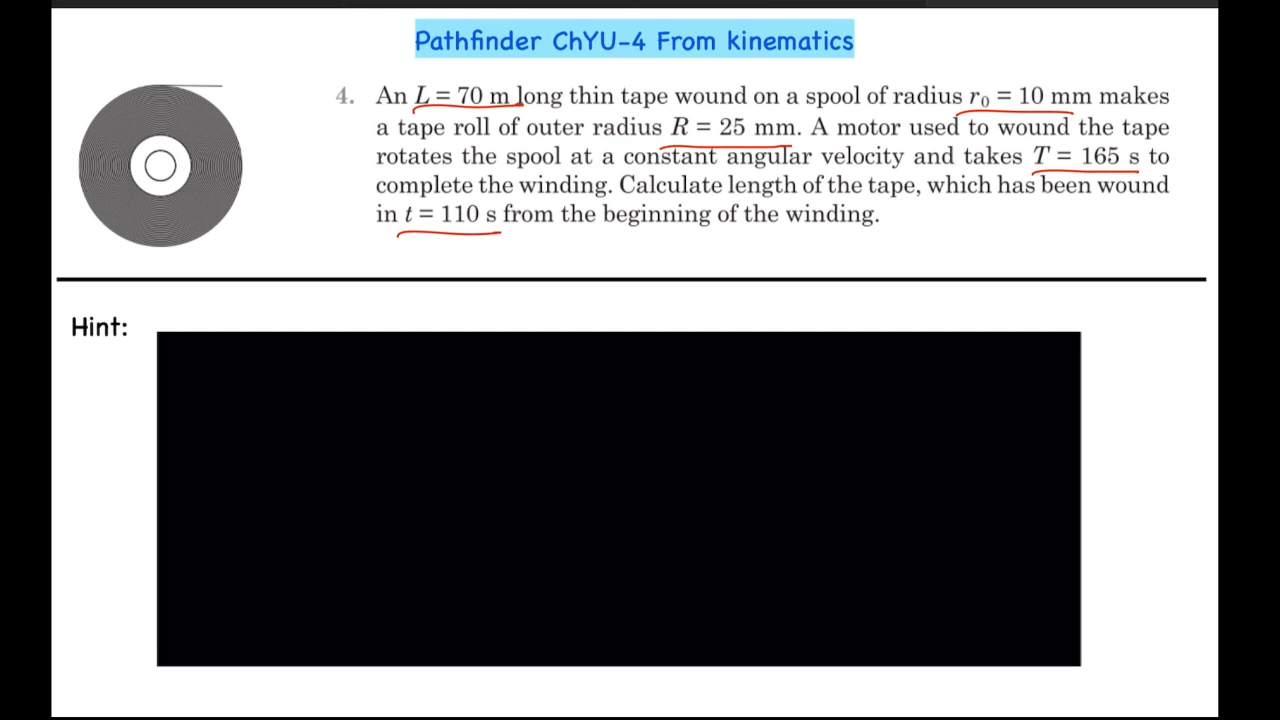 Pathfinder ChYU-4 From kinematics
4. An L = 70 m long thin tape wound on a spool of radius r₀ = 10 mm makes
a tape roll of outer radius R = 25 mm. A motor used to wound the tape
rotates the spool at a constant angular velocity and takes T = 165 s to
complete the winding. Calculate length of the tape, which has been wound
in t = 110 s from the beginning of the winding.
Hint: